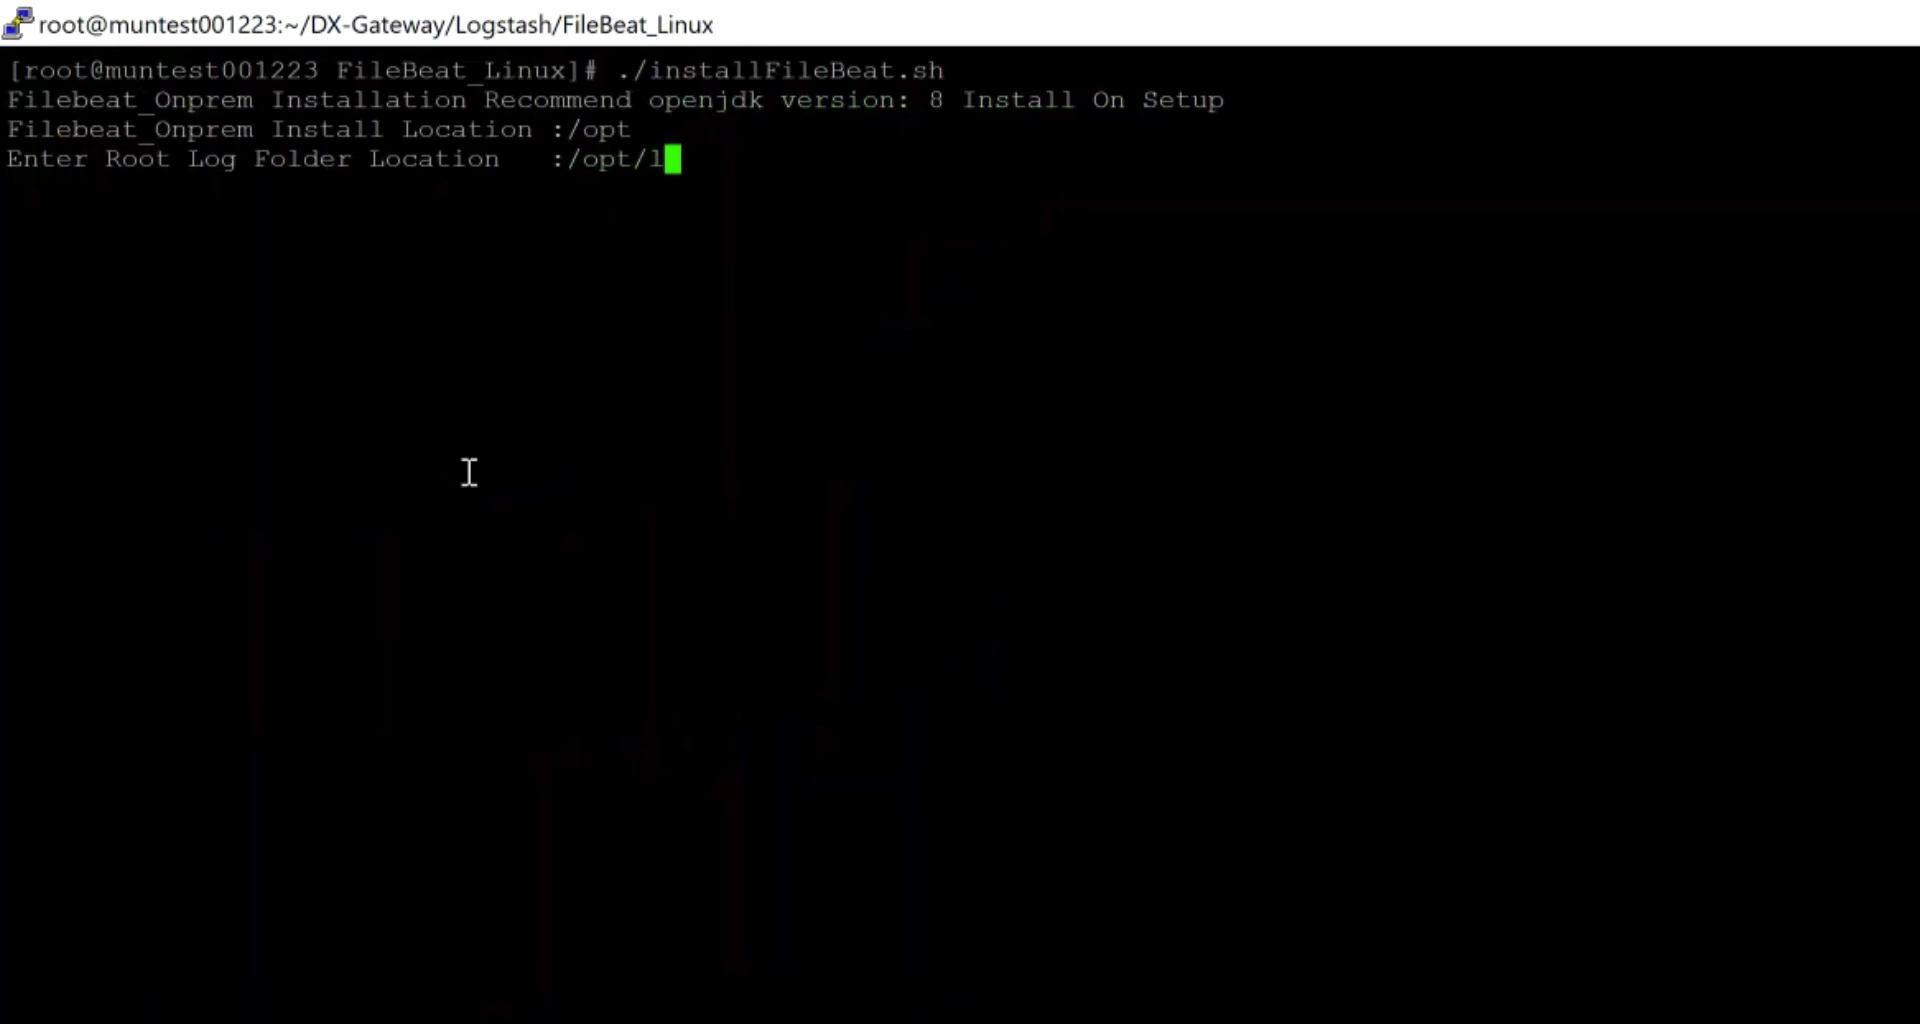 root@muntest001223:~/DX-Gateway/Logstash/FileBeat_Linux
[root@muntest001223 FileBeat_Linux]# ./installFileBeat.sh
Filebeat_Onprem Installation Recommend openjdk version: 8 Install On Setup
Filebeat_Onprem Install Location :/opt
Enter Root Log Folder Location   :/opt/l